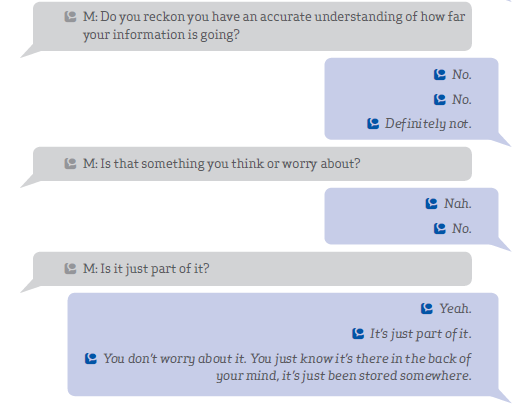 M: Do you reckon you have an accurate understanding of how far
your information is going?
No.
No.
Definitely not.
M: Is that something you think or worry about?
Nah.
No.
M: Is it just part of it?
Yeah.
It's just part of it.
You don't worry about it. You just know it's there in the back of
your mind, it's just been stored somewhere.